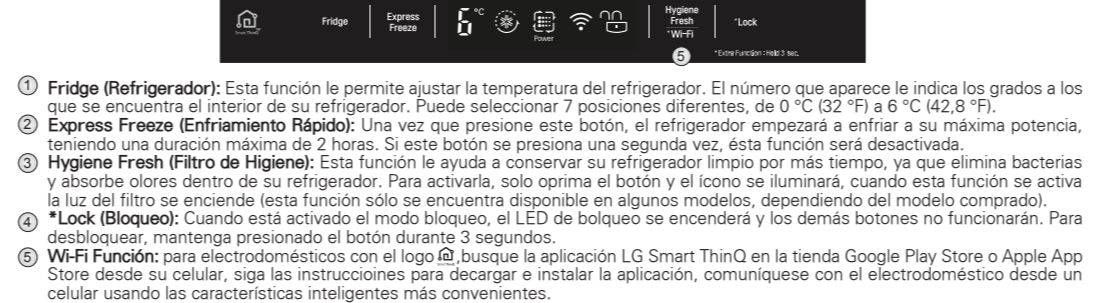 Smart ThinQ
Fridge
Express
Freeze
6 °C
Power
Hygiene
Fresh
*Wi-Fi
*Lock
5
*Extra Function : Hold 3 sec.
1 Fridge (Refrigerador): Esta función le permite ajustar la temperatura del refrigerador. El número que aparece le indica los grados a los
que se encuentra el interior de su refrigerador. Puede seleccionar 7 posiciones diferentes, de 0 °C (32 °F) a 6 °C (42,8 °F).
2 Express Freeze (Enfriamiento Rápido): Una vez que presione este botón, el refrigerador empezará a enfriar a su máxima potencia,
teniendo una duración máxima de 2 horas. Si este botón se presiona una segunda vez, ésta función será desactivada.
3 Hygiene Fresh (Filtro de Higiene): Esta función le ayuda a conservar su refrigerador limpio por más tiempo, ya que elimina bacterias
y absorbe olores dentro de su refrigerador. Para activarla, solo oprima el botón y el ícono se iluminará, cuando esta función se activa
la luz del filtro se enciende (esta función sólo se encuentra disponible en algunos modelos, dependiendo del modelo comprado).
4 *Lock (Bloqueo): Cuando está activado el modo bloqueo, el LED de bolqueo se encenderá y los demás botones no funcionarán. Para
desbloquear, mantenga presionado el botón durante 3 segundos.
5 Wi-Fi Función: para electrodomésticos con el logo ,busque la aplicación LG Smart ThinQ en la tienda Google Play Store o Apple App
Store desde su celular, siga las instruccioines para decargar e instalar la aplicación, comuníquese con el electrodoméstico desde un
celular usando las características inteligentes más convenientes.